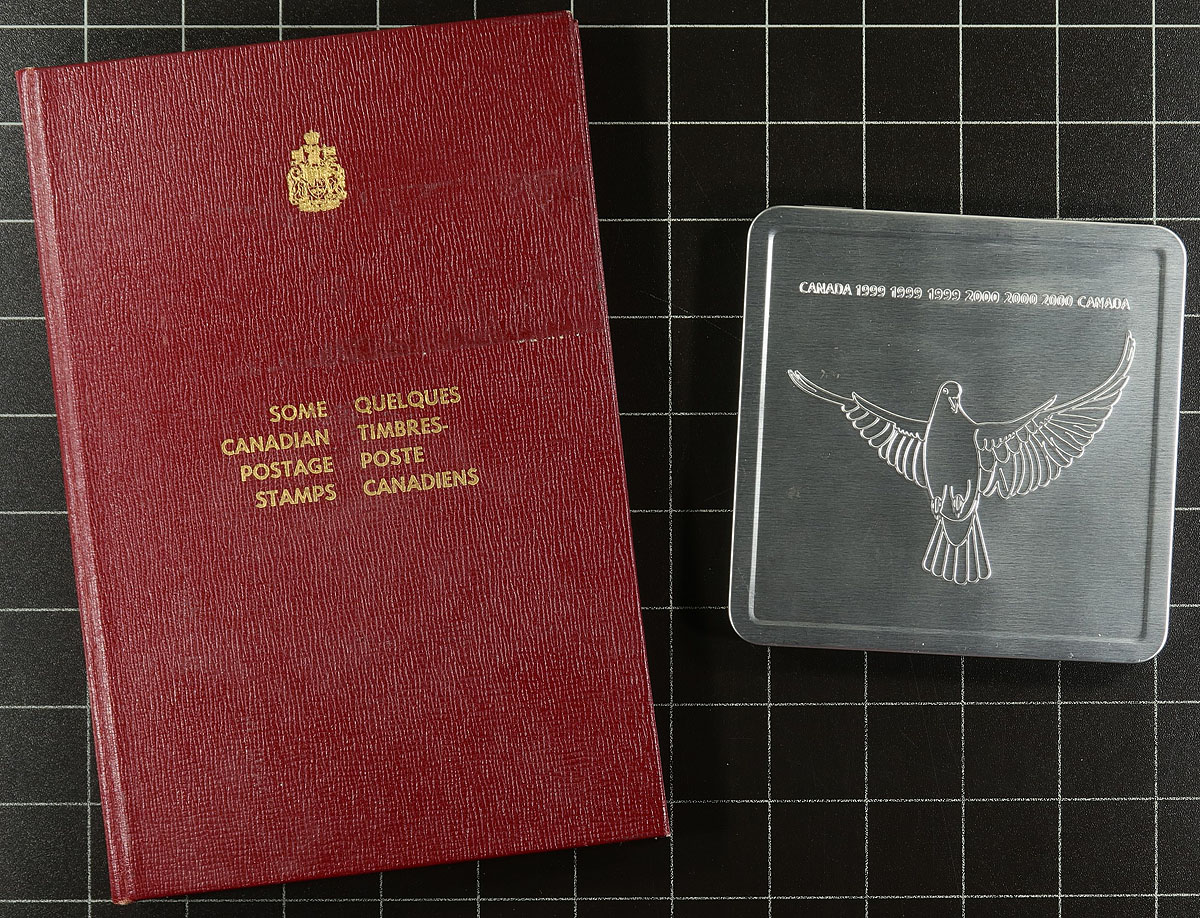 SOME
CANADIAN
POSTAGE
STAMPS
QUELQUES
TIMBRES-
POSTE
CANADIENS
CANADA 1999 1999 1999 2000 2000 2000 CANADA